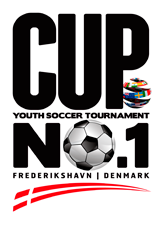 CUP
YOUTH SOCCER TOURNAMENT
NO.1
FREDERIKSHAVN | DENMARK